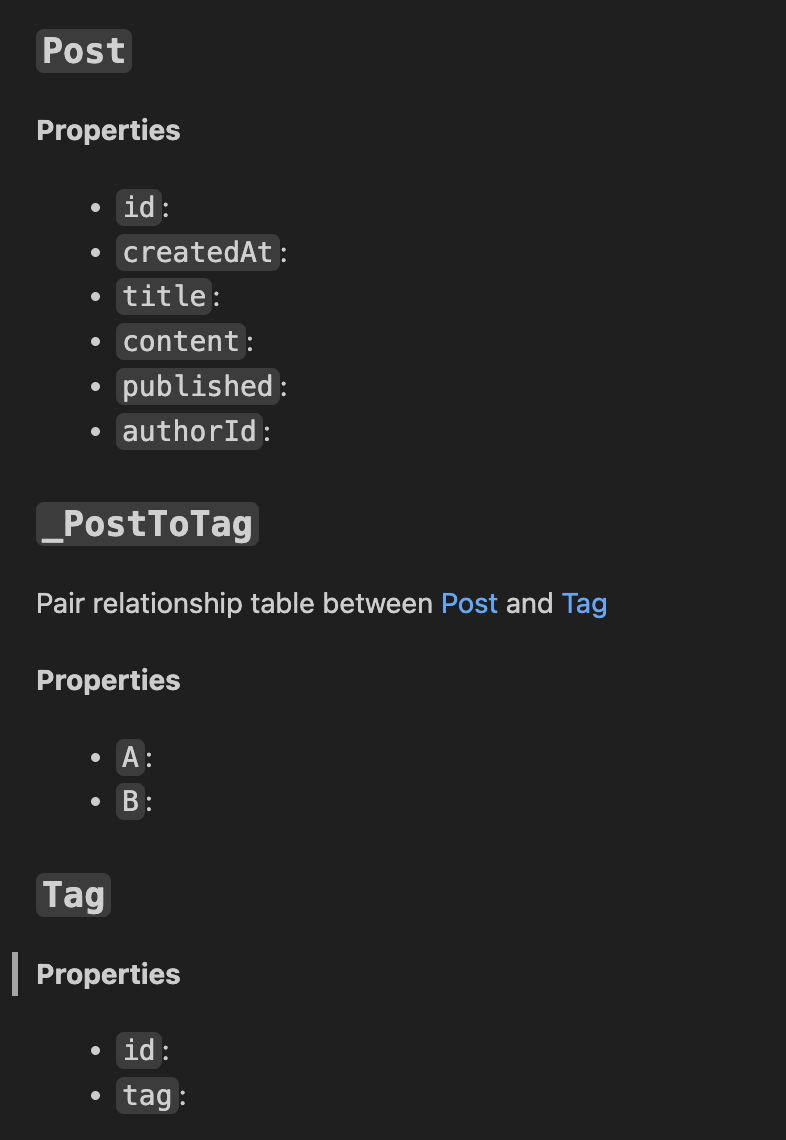 Post
Properties
• id:
• createdAt:
• title:
• content:
• published:
• authorId:
_PostToTag
Pair relationship table between Post and Tag
Properties
• A:
• B:
Tag
Properties
• id:
• tag: